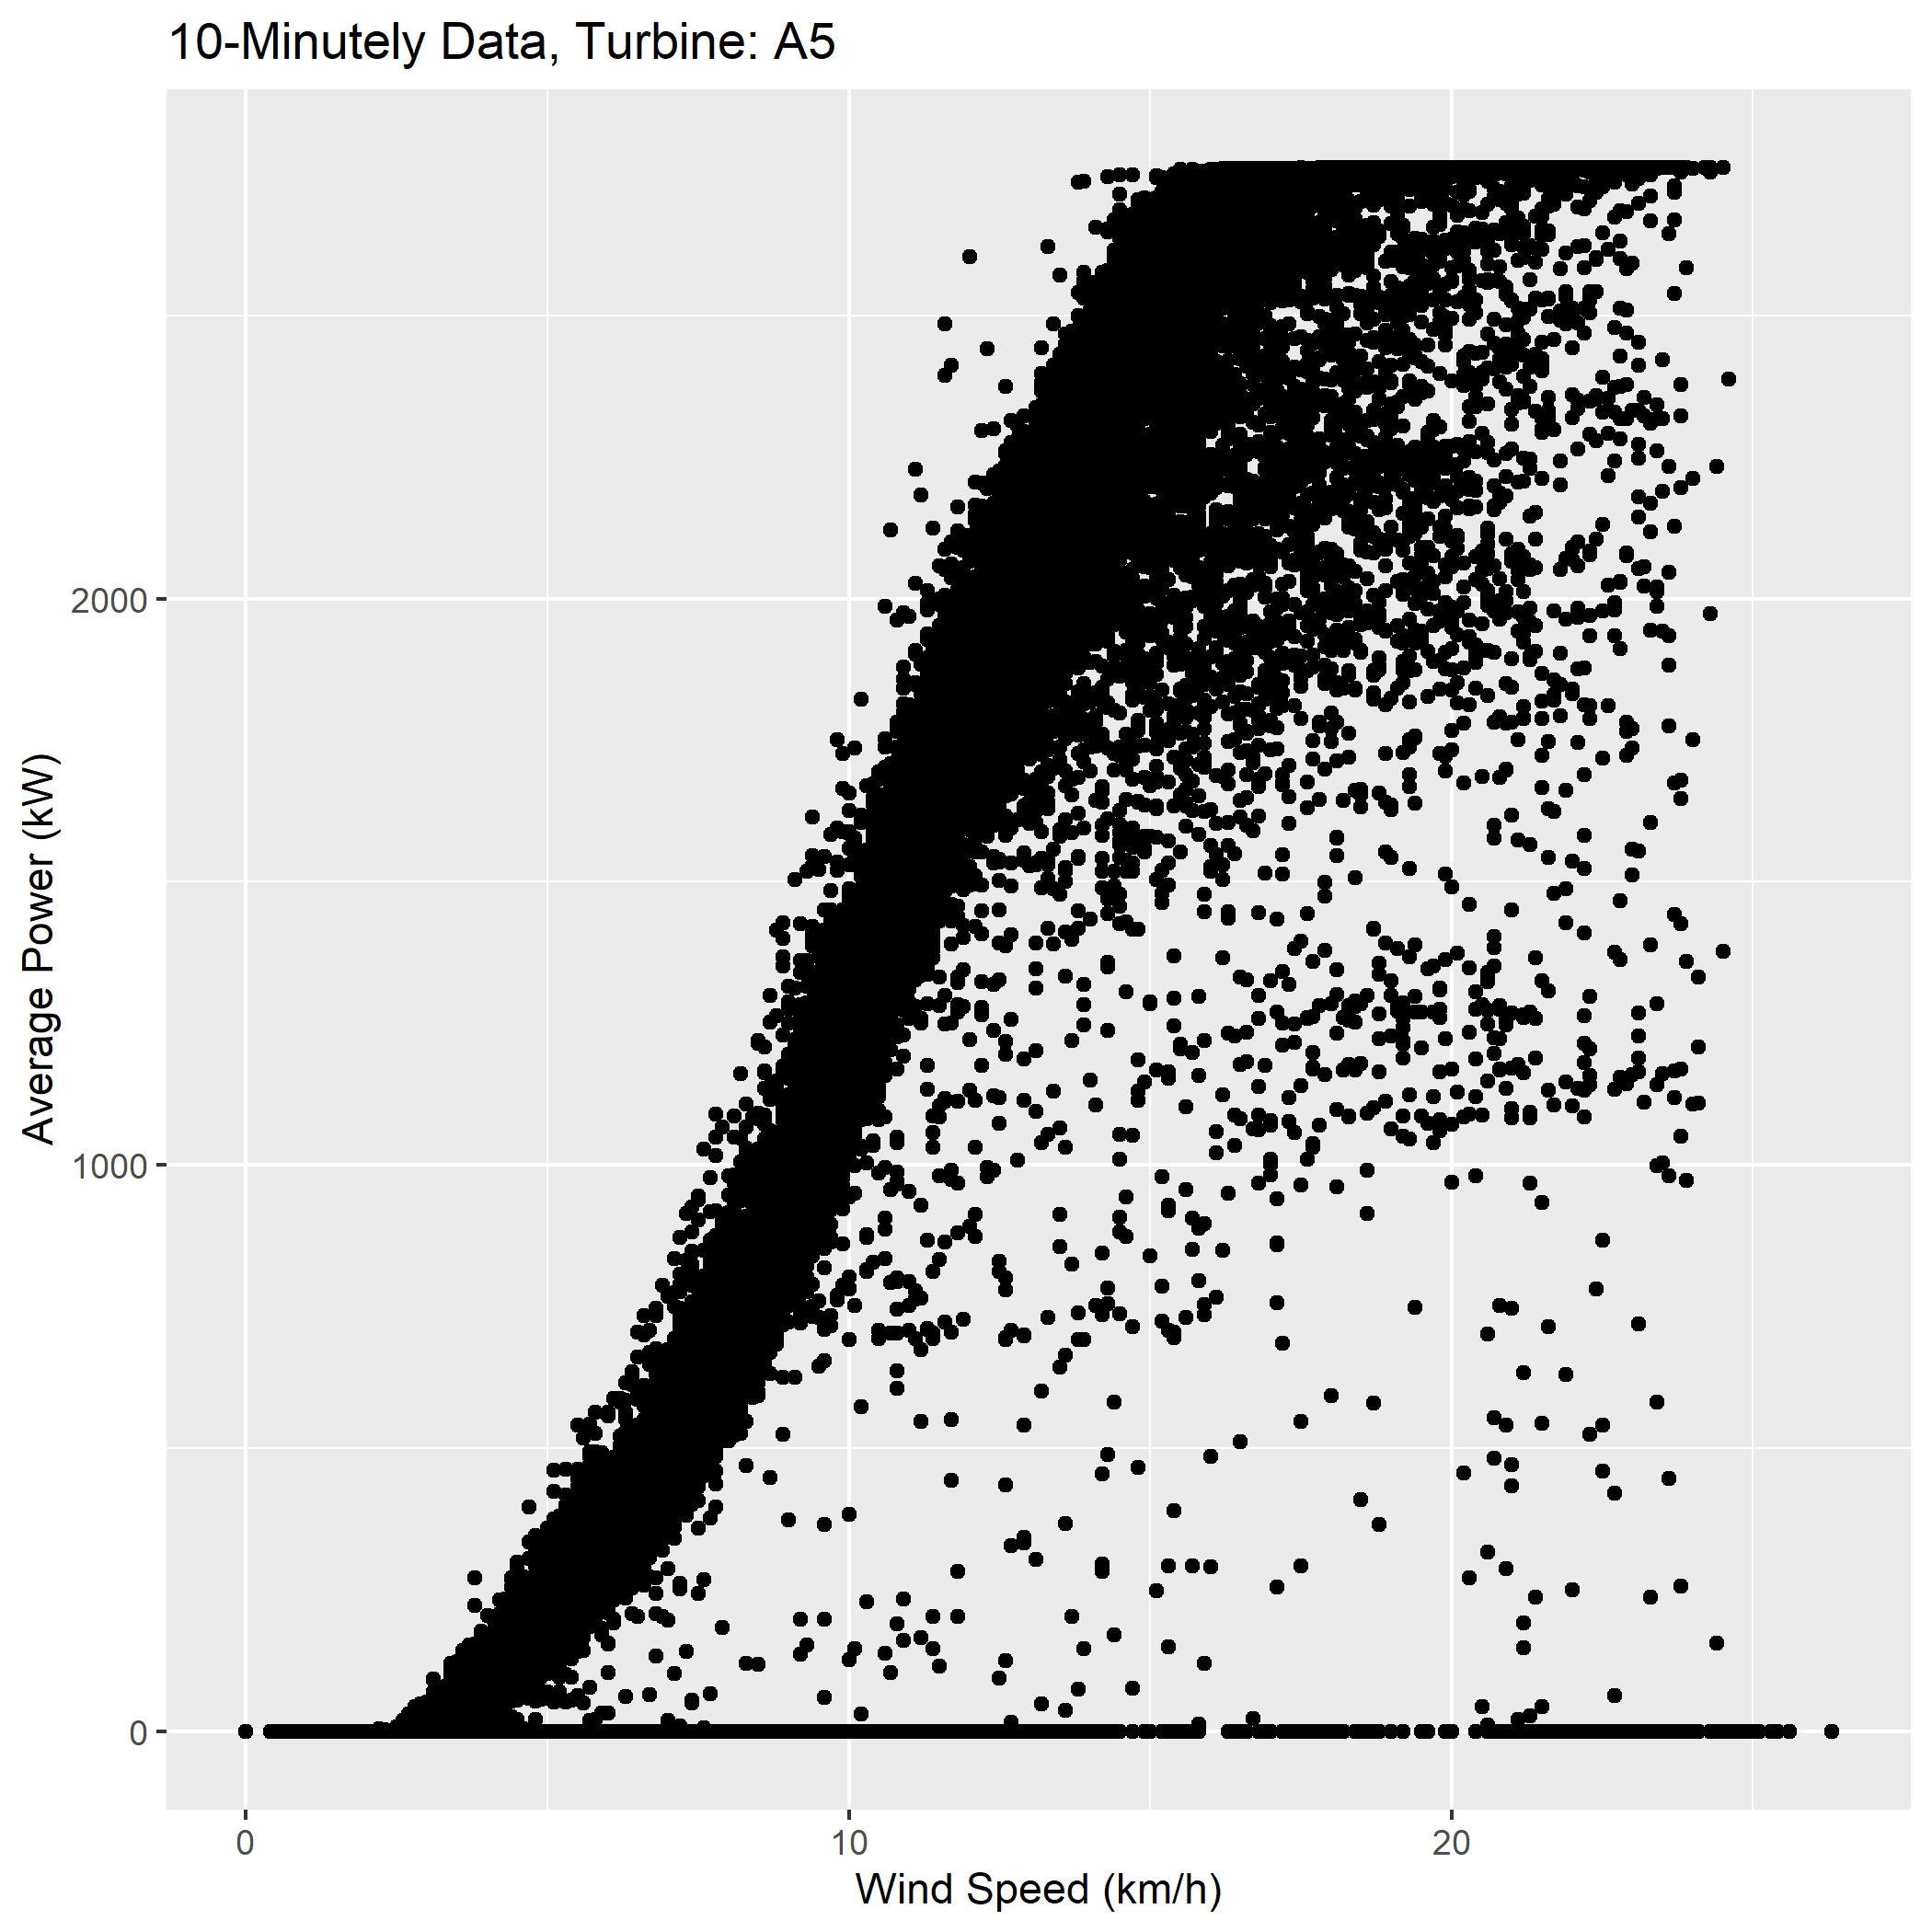 10-Minutely Data, Turbine: A5
Average Power (kW)
2000
1000
0
0 10 20
Wind Speed (km/h)